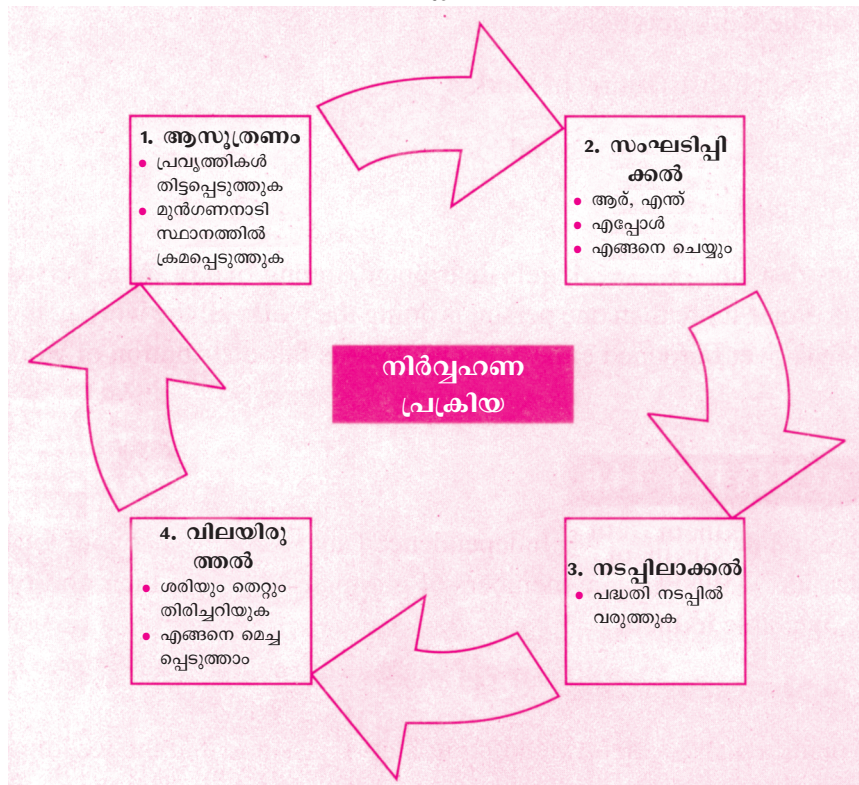 1. ആസൂത്രണം
• പ്രവൃത്തികൾ
തിട്ടപ്പെടുത്തുക
• മുൻഗണനാടി
സ്ഥാനത്തിൽ
ക്രമപ്പെടുത്തുക
2. സംഘടിപ്പി
ക്കൽ
• ആര്, എന്ത്
• എപ്പോൾ
• എങ്ങനെ ചെയ്യും
നിർവ്വഹണ
പ്രക്രിയ
3. നടപ്പിലാക്കൽ
• പദ്ധതി നടപ്പിൽ
വരുത്തുക
4. വിലയിരു
ത്തൽ
• ശരിയും തെറ്റും
തിരിച്ചറിയുക
• എങ്ങനെ മെച്ച
പ്പെടുത്താം